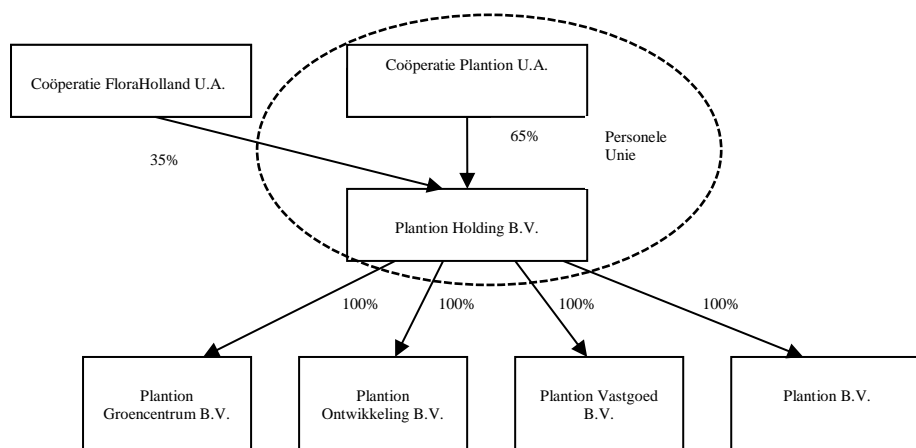 Coöperatie FloraHolland U.A.
Coöperatie Plantion U.A.
35%
65%
Personele
Unie
Plantion Holding B.V.
100%
100%
100%
100%
Plantion
Groencentrum B.V.
Plantion
Ontwikkeling B.V.
Plantion Vastgoed
B.V.
Plantion B.V.